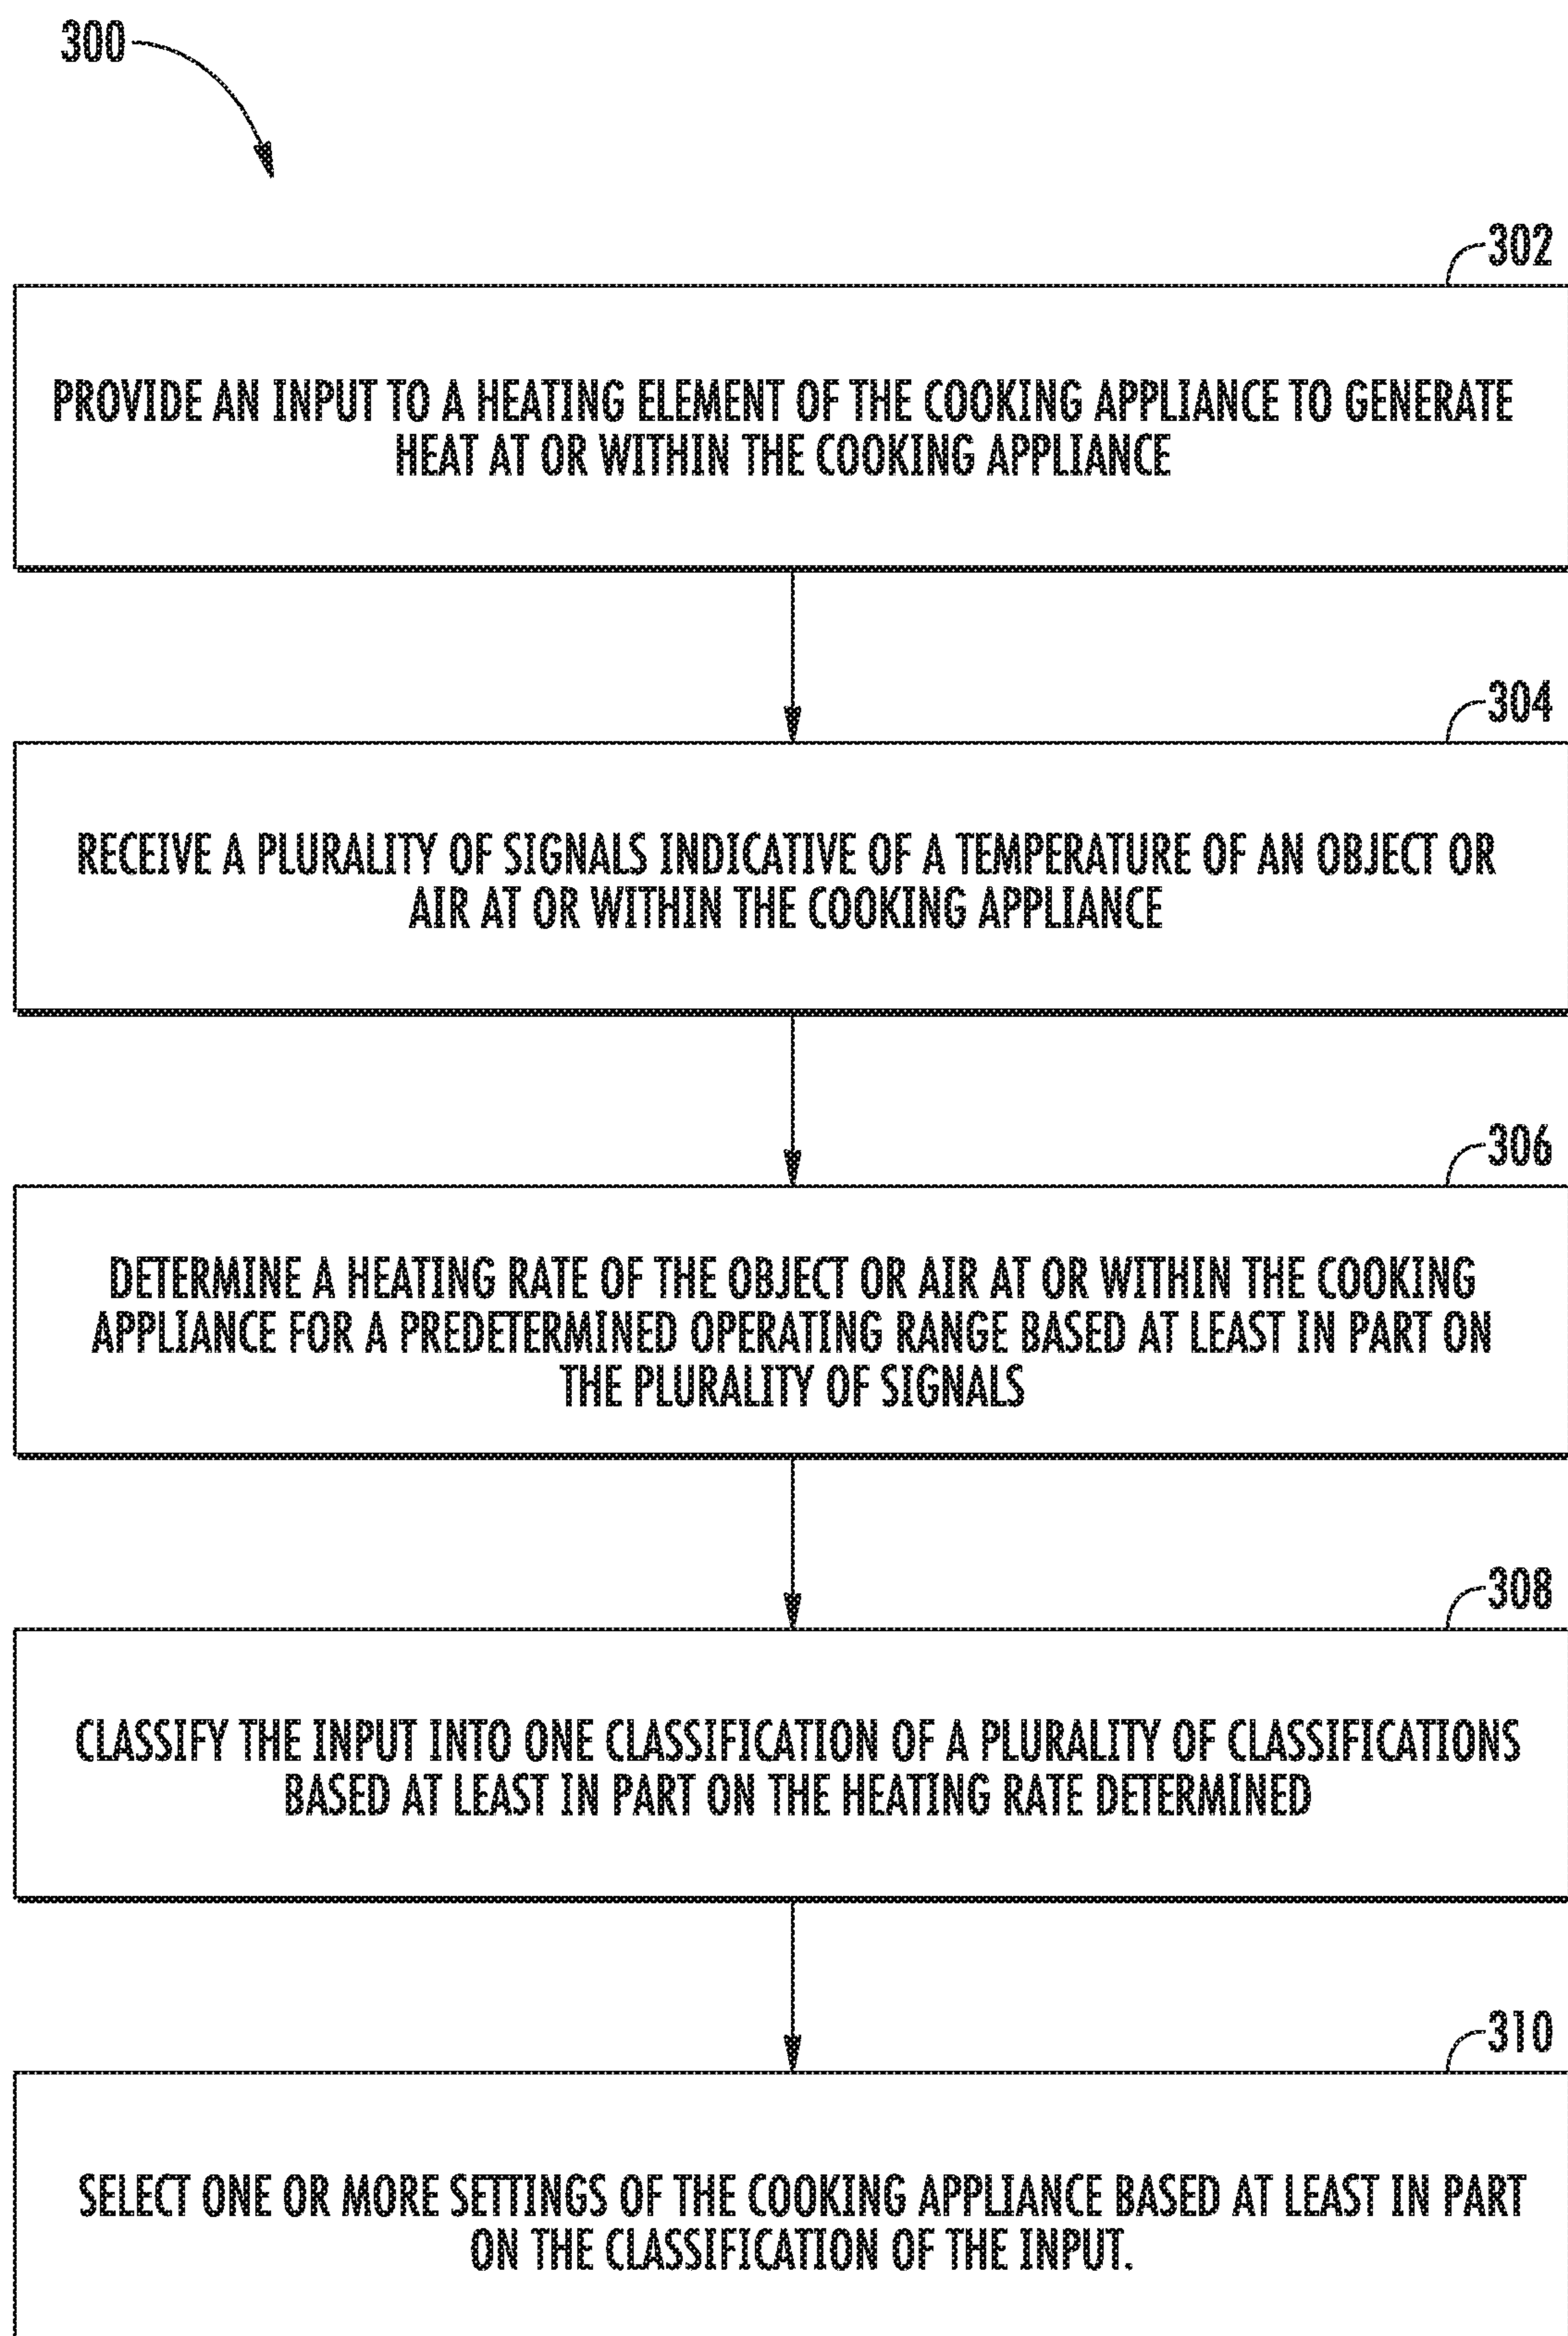 300
302
PROVIDE AN INPUT TO A HEATING ELEMENT OF THE COOKING APPLIANCE TO GENERATE
HEAT AT OR WITHIN THE COOKING APPLIANCE
304
RECEIVE A PLURALITY OF SIGNALS INDICATIVE OF A TEMPERATURE OF AN OBJECT OR
AIR AT OR WITHIN THE COOKING APPLIANCE
306
DETERMINE A HEATING RATE OF THE OBJECT OR AIR AT OR WITHIN THE COOKING
APPLIANCE FOR A PREDETERMINED OPERATING RANGE BASED AT LEAST IN PART ON
THE PLURALITY OF SIGNALS
308
CLASSIFY THE INPUT INTO ONE CLASSIFICATION OF A PLURALITY OF CLASSIFICATIONS
BASED AT LEAST IN PART ON THE HEATING RATE DETERMINED
310
SELECT ONE OR MORE SETTINGS OF THE COOKING APPLIANCE BASED AT LEAST IN PART
ON THE CLASSIFICATION OF THE INPUT.